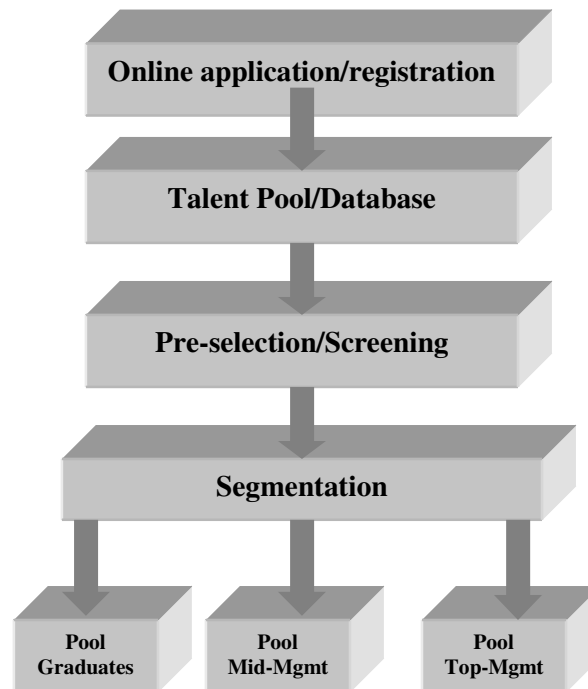 Online application/registration
Talent Pool/Database
Pre-selection/Screening
Segmentation
Pool
Graduates
Pool
Mid-Mgmt
Pool
Top-Mgmt